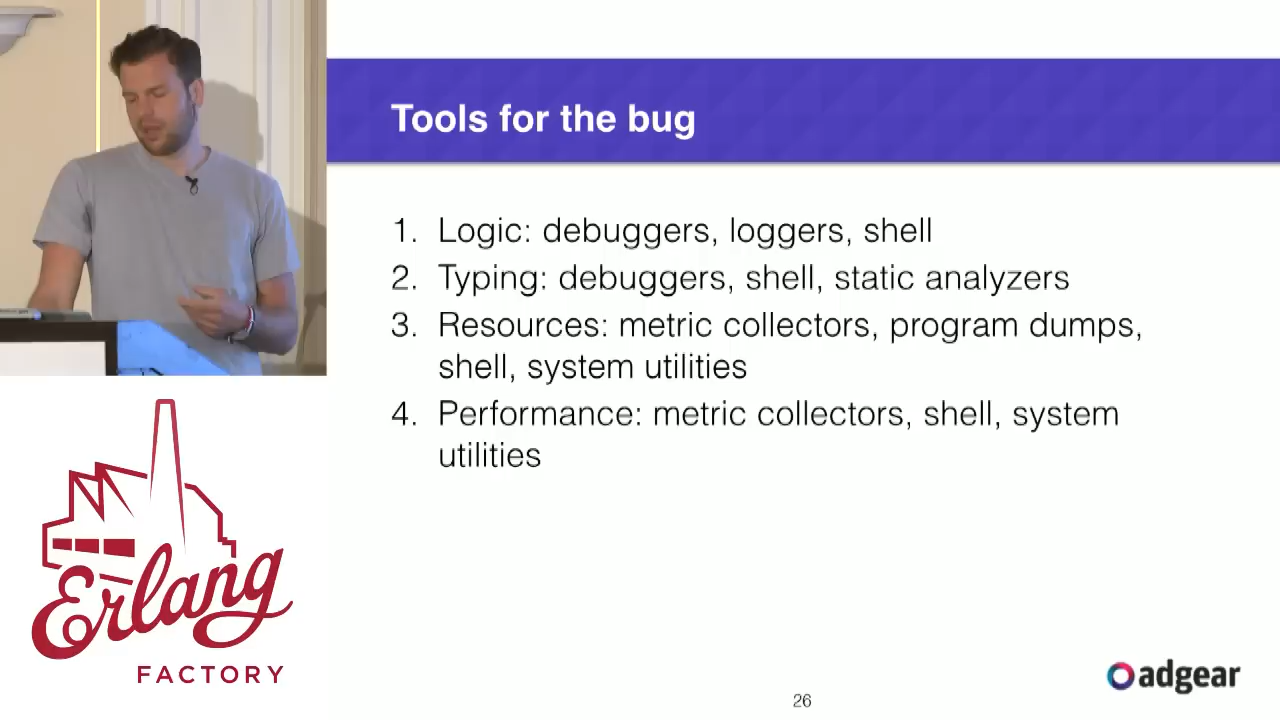 Tools for the bug
1. Logic: debuggers, loggers, shell
2. Typing: debuggers, shell, static analyzers
3. Resources: metric collectors, program dumps,
shell, system utilities
4. Performance: metric collectors, shell, system
utilities
Erlang
FACTORY
adgear
26